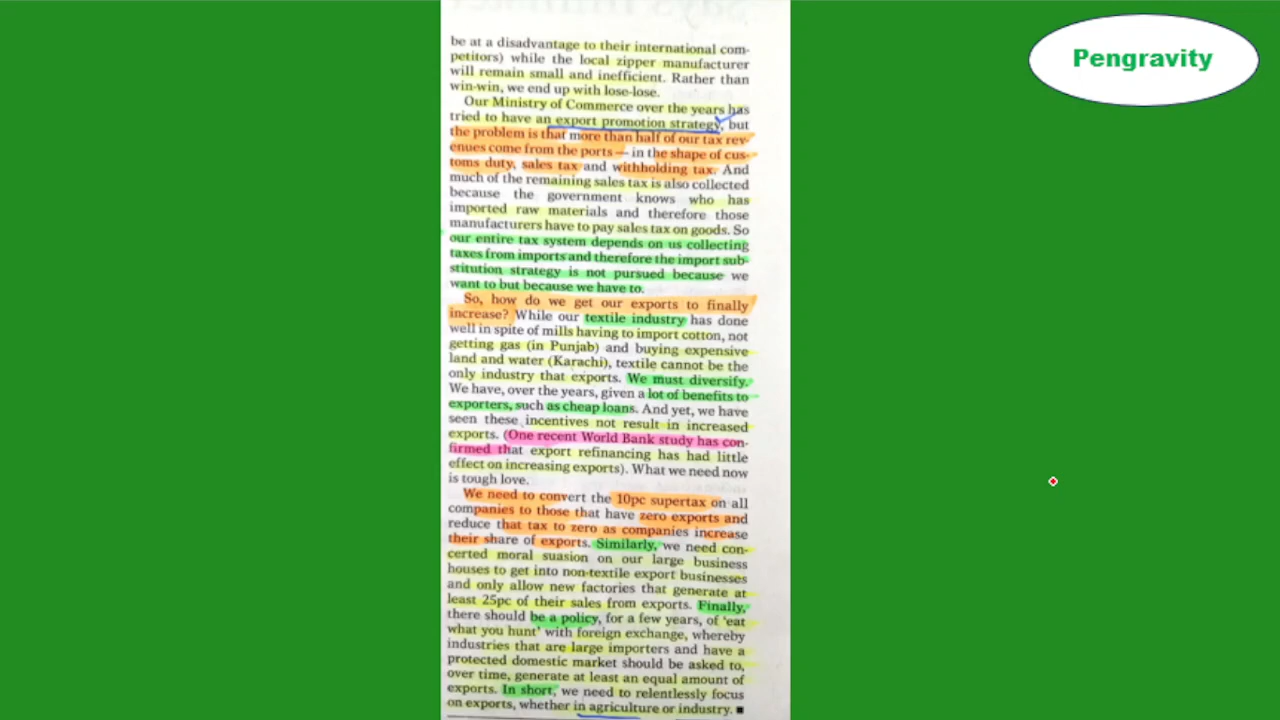 Pengravity
be at a disadvantage to their international com-
petitors) while the local zipper manufacturer
will remain small and inefficient. Rather than
win-win, we end up with lose-lose.
Our Ministry of Commerce over the years has
tried to have an export promotion strategy, but
the problem is that more than half of our tax rev-
enues come from the ports — in the shape of cus-
toms duty, sales tax and withholding tax. And
much of the remaining sales tax is also collected
because the government knows who has
imported raw materials and therefore those
manufacturers have to pay sales tax on goods. So
our entire tax system depends on us collecting
taxes from imports and therefore the import sub-
stitution strategy is not pursued because we
want to but because we have to.
So, how do we get our exports to finally
increase? While our textile industry has done
well in spite of mills having to import cotton, not
getting gas (in Punjab) and buying expensive
land and water (Karachi), textile cannot be the
only industry that exports. We must diversify.
We have, over the years, given a lot of benefits to
exporters, such as cheap loans. And yet, we have
seen these incentives not result in increased
exports. (One recent World Bank study has con-
firmed that export refinancing has had little
effect on increasing exports). What we need now
is tough love.
We need to convert the 10pc supertax on all
companies to those that have zero exports and
reduce that tax to zero as companies increase
their share of exports. Similarly, we need con-
certed moral suasion on our large business
houses to get into non-textile export businesses
and only allow new factories that generate at
least 25pc of their sales from exports. Finally,
there should be a policy, for a few years, of 'eat
what you hunt' with foreign exchange, whereby
industries that are large importers and have a
protected domestic market should be asked to,
over time, generate at least an equal amount of
exports. In short, we need to relentlessly focus
on exports, whether in agriculture or industry. ■